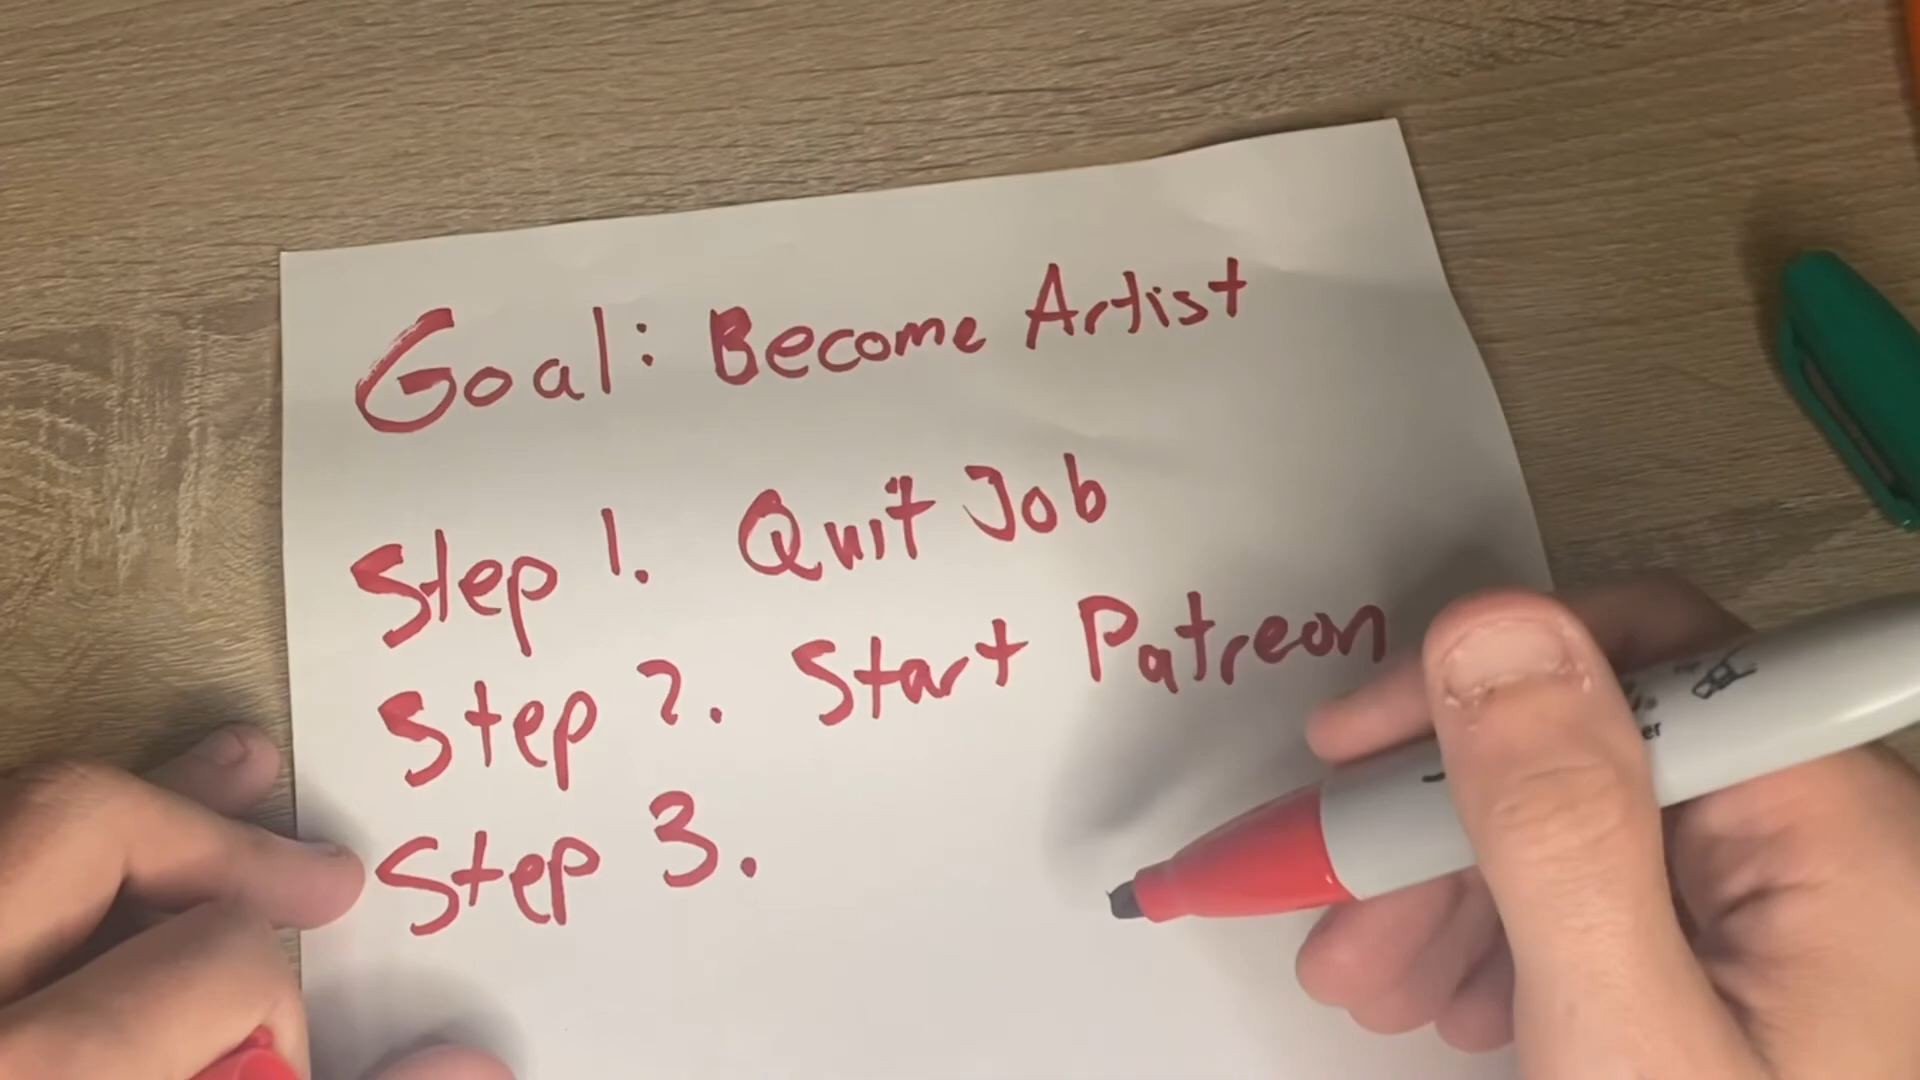 Goal: Become Artist
Step 1. Quit Job
Step 2. Start Patreon
Step 3.